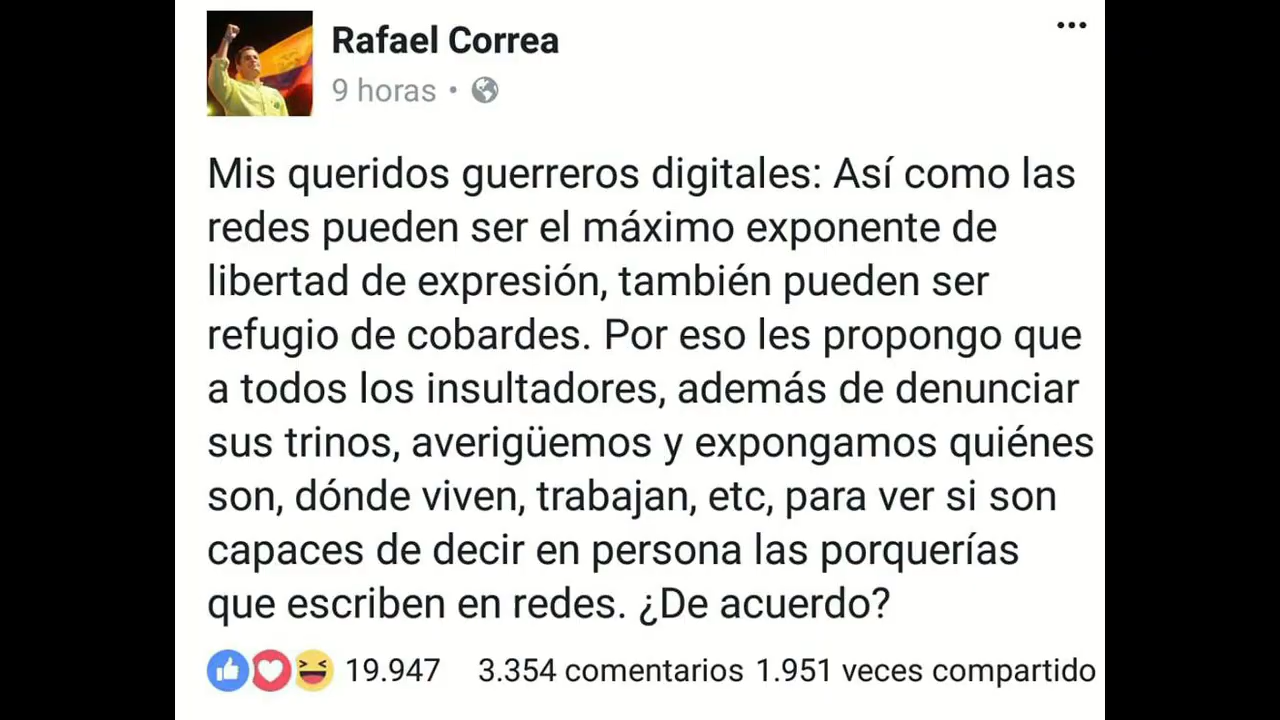 Rafael Correa
9 horas •
Mis queridos guerreros digitales: Así como las
redes pueden ser el máximo exponente de
libertad de expresión, también pueden ser
refugio de cobardes. Por eso les propongo que
a todos los insultadores, además de denunciar
sus trinos, averigüemos y expongamos quiénes
son, dónde viven, trabajan, etc, para ver si son
capaces de decir en persona las porquerías
que escriben en redes. ¿De acuerdo?
19.947 3.354 comentarios 1.951 veces compartido